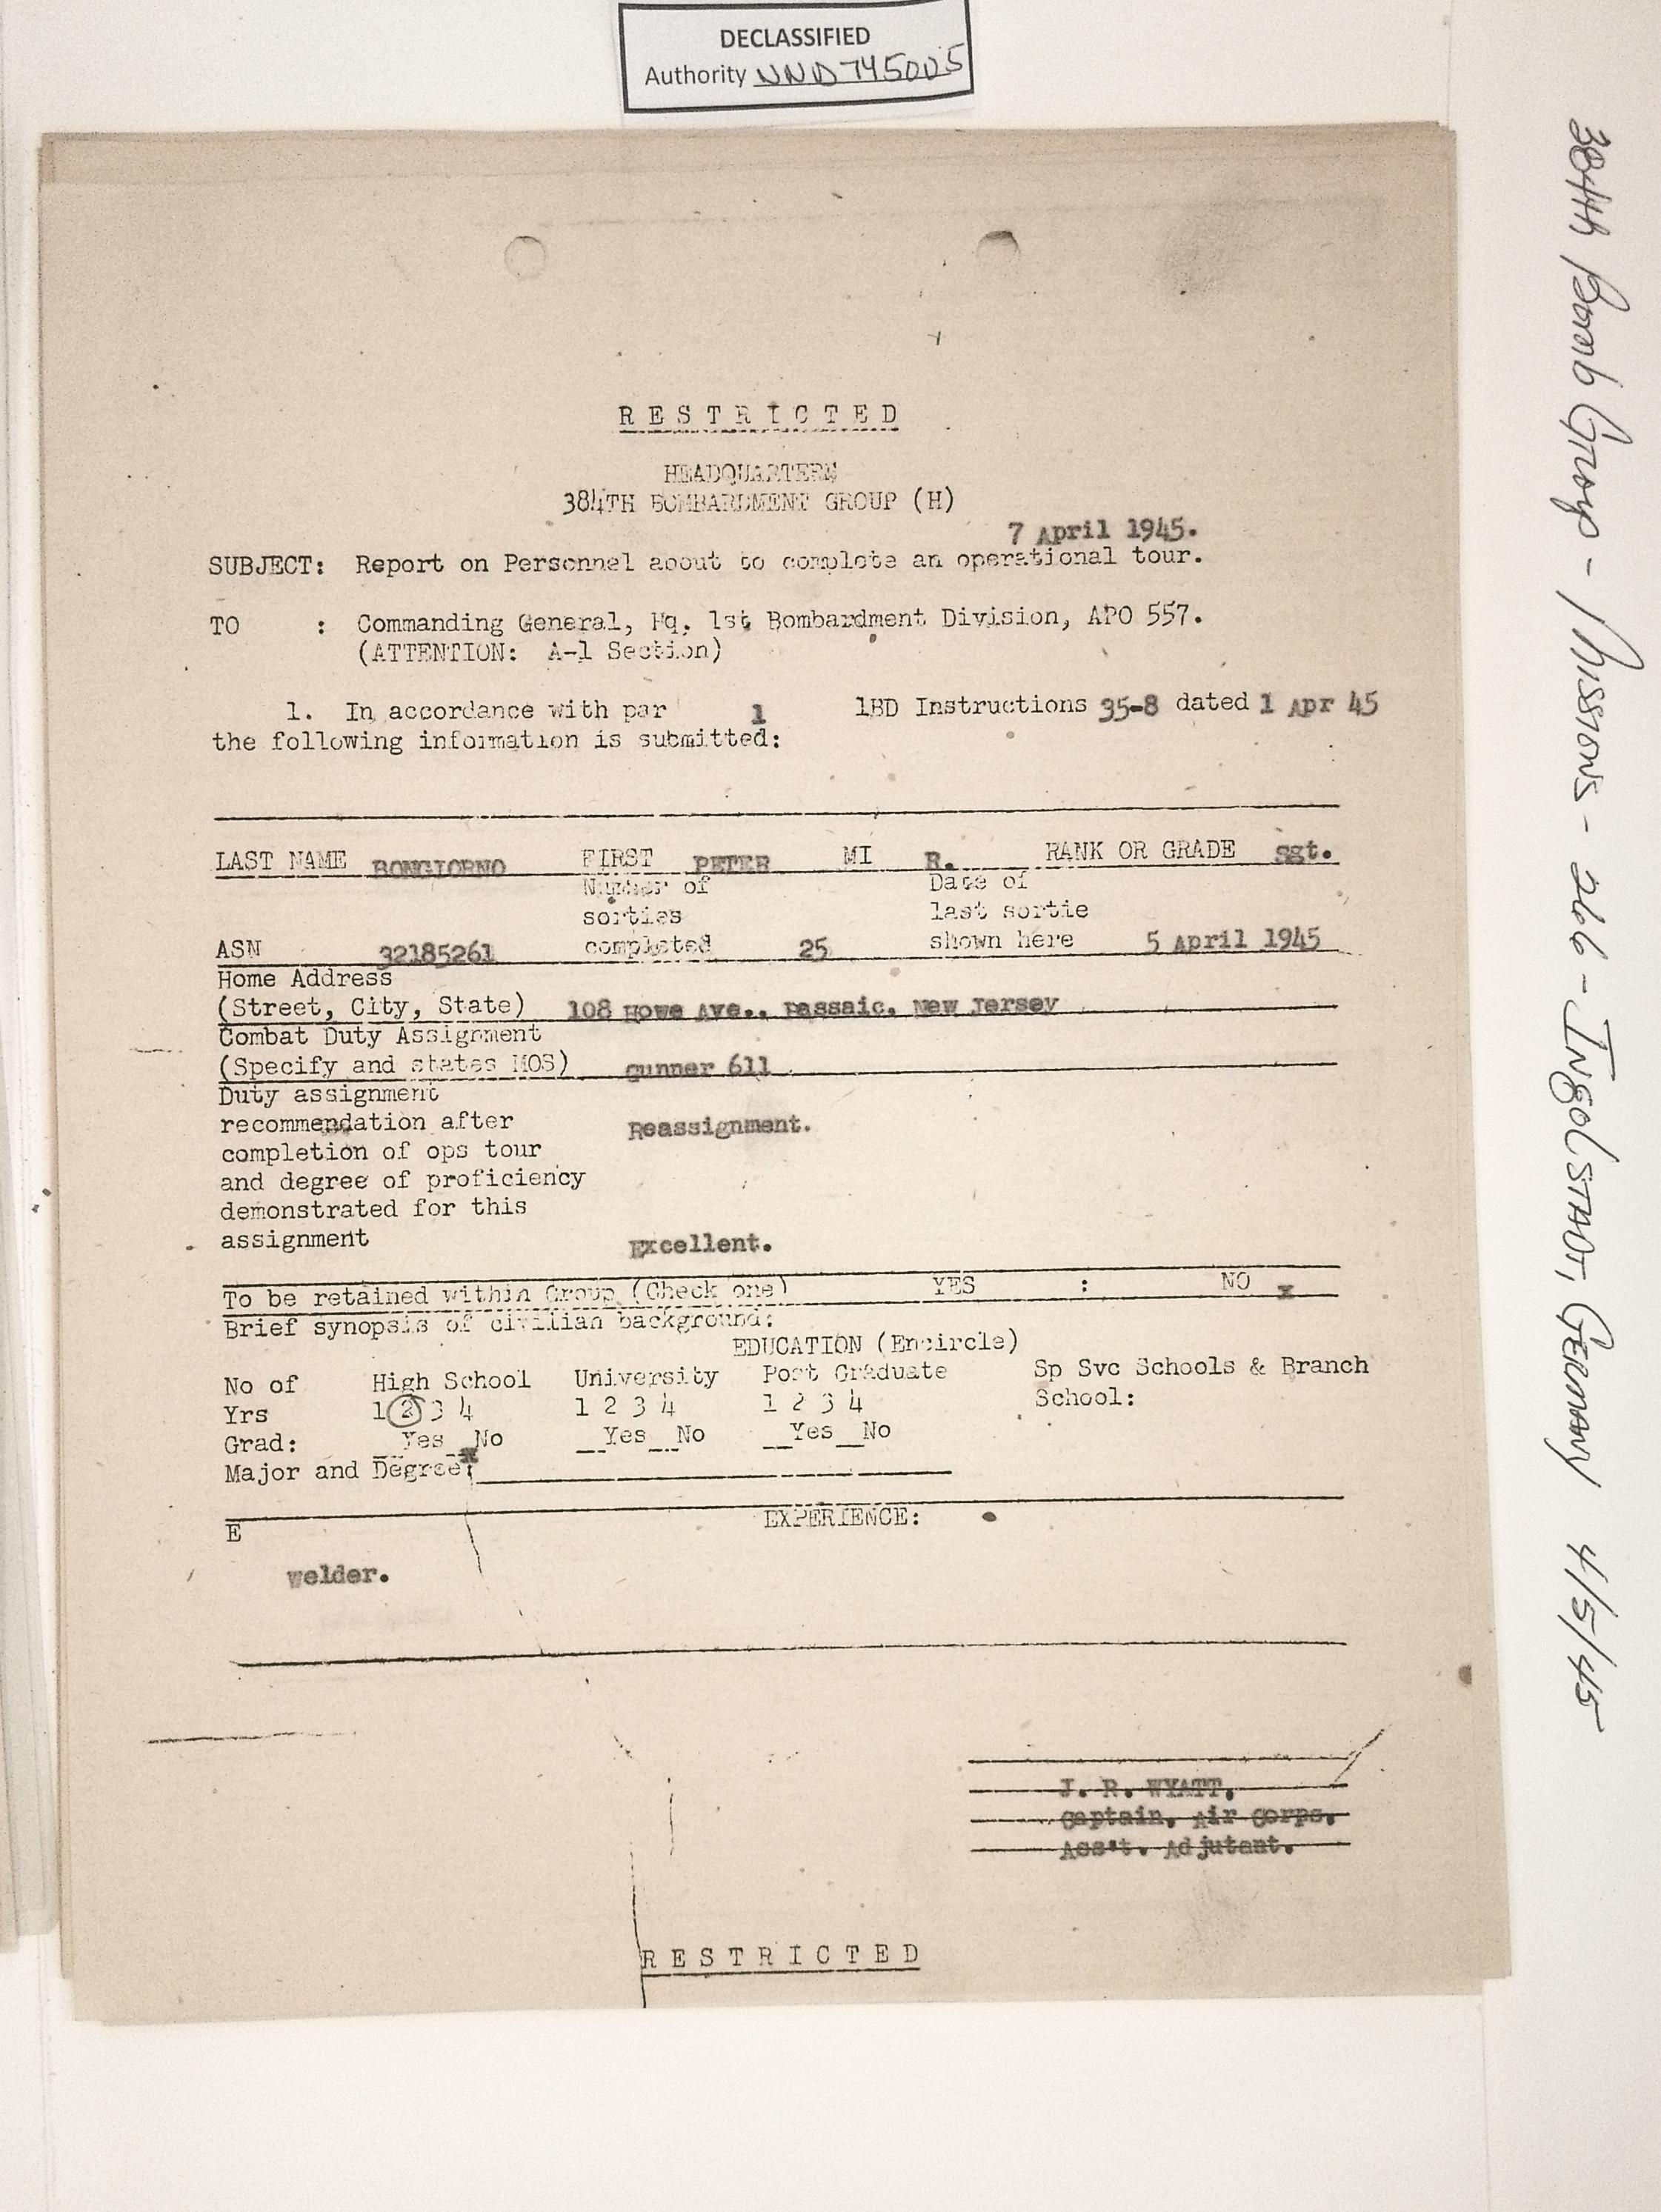 DECLASSIFIED
Authority NND 745005
RESTRICTED
HEADQUARTERS
384TH BOMBARDMENT GROUP (H)
7 April 1945.
SUBJECT: Report on Personnel about to complete an operational tour.
TO : Commanding General, Hq. 1st Bombardment Division, APO 557.
(ATTENTION: A-1 Section)
1. In accordance with par 1 1BD Instructions 35-8 dated 1 Apr 45
the following information is submitted:
LAST NAME BONGIORNO FIRST PETER MI R. RANK OR GRADE Sgt.
Number of Date of
sorties last sortie
ASN 32185261 completed 25 shown here 5 April 1945
Home Address
(Street, City, State) 108 Howe Ave., Passaic, New Jersey
Combat Duty Assignment
(Specify and states MOS) Gunner 611
Duty assignment
recommendation after Reassignment.
completion of ops tour
and degree of proficiency
demonstrated for this
assignment Excellent.
To be retained within Group (Check one) YES : NO x
Brief synopsis of civilian background:
EDUCATION (Encircle)
No of High School University Post Graduate Sp Svc Schools & Branch
Yrs 1 2 3 4 1 2 3 4 1 2 3 4 School:
Grad: __Yes__No __Yes__No __Yes__No
x
Major and Degree:
E EXPERIENCE:
Welder.
J. R. WYATT,
Captain, Air Corps,
Ass't. Adjutant.
RESTRICTED
384th Bomb Group - Missions - 266 - Ingolstadt, Germany 4/5/45